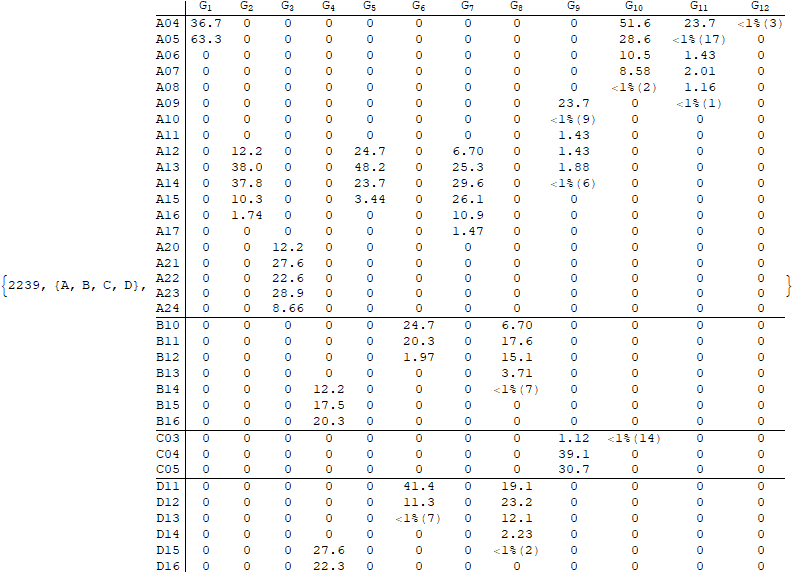 G1 G2 G3 G4 G5 G6 G7 G8 G9 G10 G11 G12
A04 36.7 0 0 0 0 0 0 0 0 51.6 23.7 <1%(3)
A05 63.3 0 0 0 0 0 0 0 0 28.6 <1%(17) 0
A06 0 0 0 0 0 0 0 0 0 10.5 1.43 0
A07 0 0 0 0 0 0 0 0 0 8.58 2.01 0
A08 0 0 0 0 0 0 0 0 0 <1%(2) 1.16 0
A09 0 0 0 0 0 0 0 0 23.7 0 <1%(1) 0
A10 0 0 0 0 0 0 0 0 <1%(9) 0 0 0
A11 0 0 0 0 0 0 0 0 1.43 0 0 0
A12 0 12.2 0 0 24.7 0 6.70 0 1.43 0 0 0
A13 0 38.0 0 0 48.2 0 25.3 0 1.88 0 0 0
A14 0 37.8 0 0 23.7 0 29.6 0 <1%(6) 0 0 0
A15 0 10.3 0 0 3.44 0 26.1 0 0 0 0 0
A16 0 1.74 0 0 0 0 10.9 0 0 0 0 0
A17 0 0 0 0 0 0 1.47 0 0 0 0 0
A20 0 0 12.2 0 0 0 0 0 0 0 0 0
A21 0 0 27.6 0 0 0 0 0 0 0 0 0
{2239, {A, B, C, D}, A22 0 0 22.6 0 0 0 0 0 0 0 0 0 }
A23 0 0 28.9 0 0 0 0 0 0 0 0 0
A24 0 0 8.66 0 0 0 0 0 0 0 0 0
B10 0 0 0 0 0 24.7 0 6.70 0 0 0 0
B11 0 0 0 0 0 20.3 0 17.6 0 0 0 0
B12 0 0 0 0 0 1.97 0 15.1 0 0 0 0
B13 0 0 0 0 0 0 0 3.71 0 0 0 0
B14 0 0 0 12.2 0 0 0 <1%(7) 0 0 0 0
B15 0 0 0 17.5 0 0 0 0 0 0 0 0
B16 0 0 0 20.3 0 0 0 0 0 0 0 0
C03 0 0 0 0 0 0 0 0 1.12 <1%(14) 0 0
C04 0 0 0 0 0 0 0 0 39.1 0 0 0
C05 0 0 0 0 0 0 0 0 30.7 0 0 0
D11 0 0 0 0 0 41.4 0 19.1 0 0 0 0
D12 0 0 0 0 0 11.3 0 23.2 0 0 0 0
D13 0 0 0 0 0 <1%(7) 0 12.1 0 0 0 0
D14 0 0 0 0 0 0 0 2.23 0 0 0 0
D15 0 0 0 27.6 0 0 0 <1%(2) 0 0 0 0
D16 0 0 0 22.3 0 0 0 0 0 0 0 0